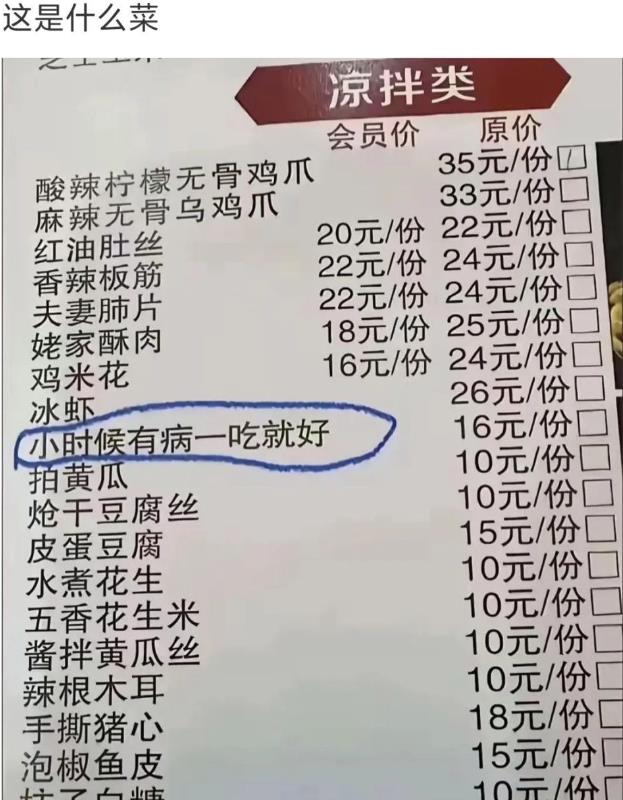 这是什么菜
凉拌类
会员价 原价
酸辣柠檬无骨鸡爪 35元/份
麻辣无骨乌鸡爪 33元/份
红油肚丝 20元/份 22元/份
香辣板筋 22元/份 24元/份
夫妻肺片 22元/份 24元/份
姥家酥肉 18元/份 25元/份
鸡米花 16元/份 24元/份
冰虾 26元/份
小时候有病一吃就好 16元/份
拍黄瓜 10元/份
炝干豆腐丝 10元/份
皮蛋豆腐 15元/份
水煮花生 10元/份
五香花生米 10元/份
酱拌黄瓜丝 10元/份
辣根木耳 10元/份
手撕猪心 18元/份
泡椒鱼皮 15元/份
10元/份